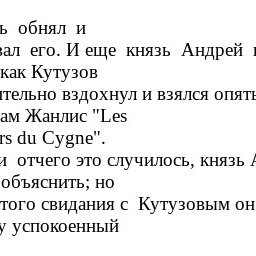 ь обнял и
вал его. И еще князь Андрей
как Кутузов
ительно вздохнул и взялся опять
ам Жанлис "Les
rs du Cygne".
и отчего это случилось, князь А
объяснить; но
того свидания с Кутузовым он
у успокоенный